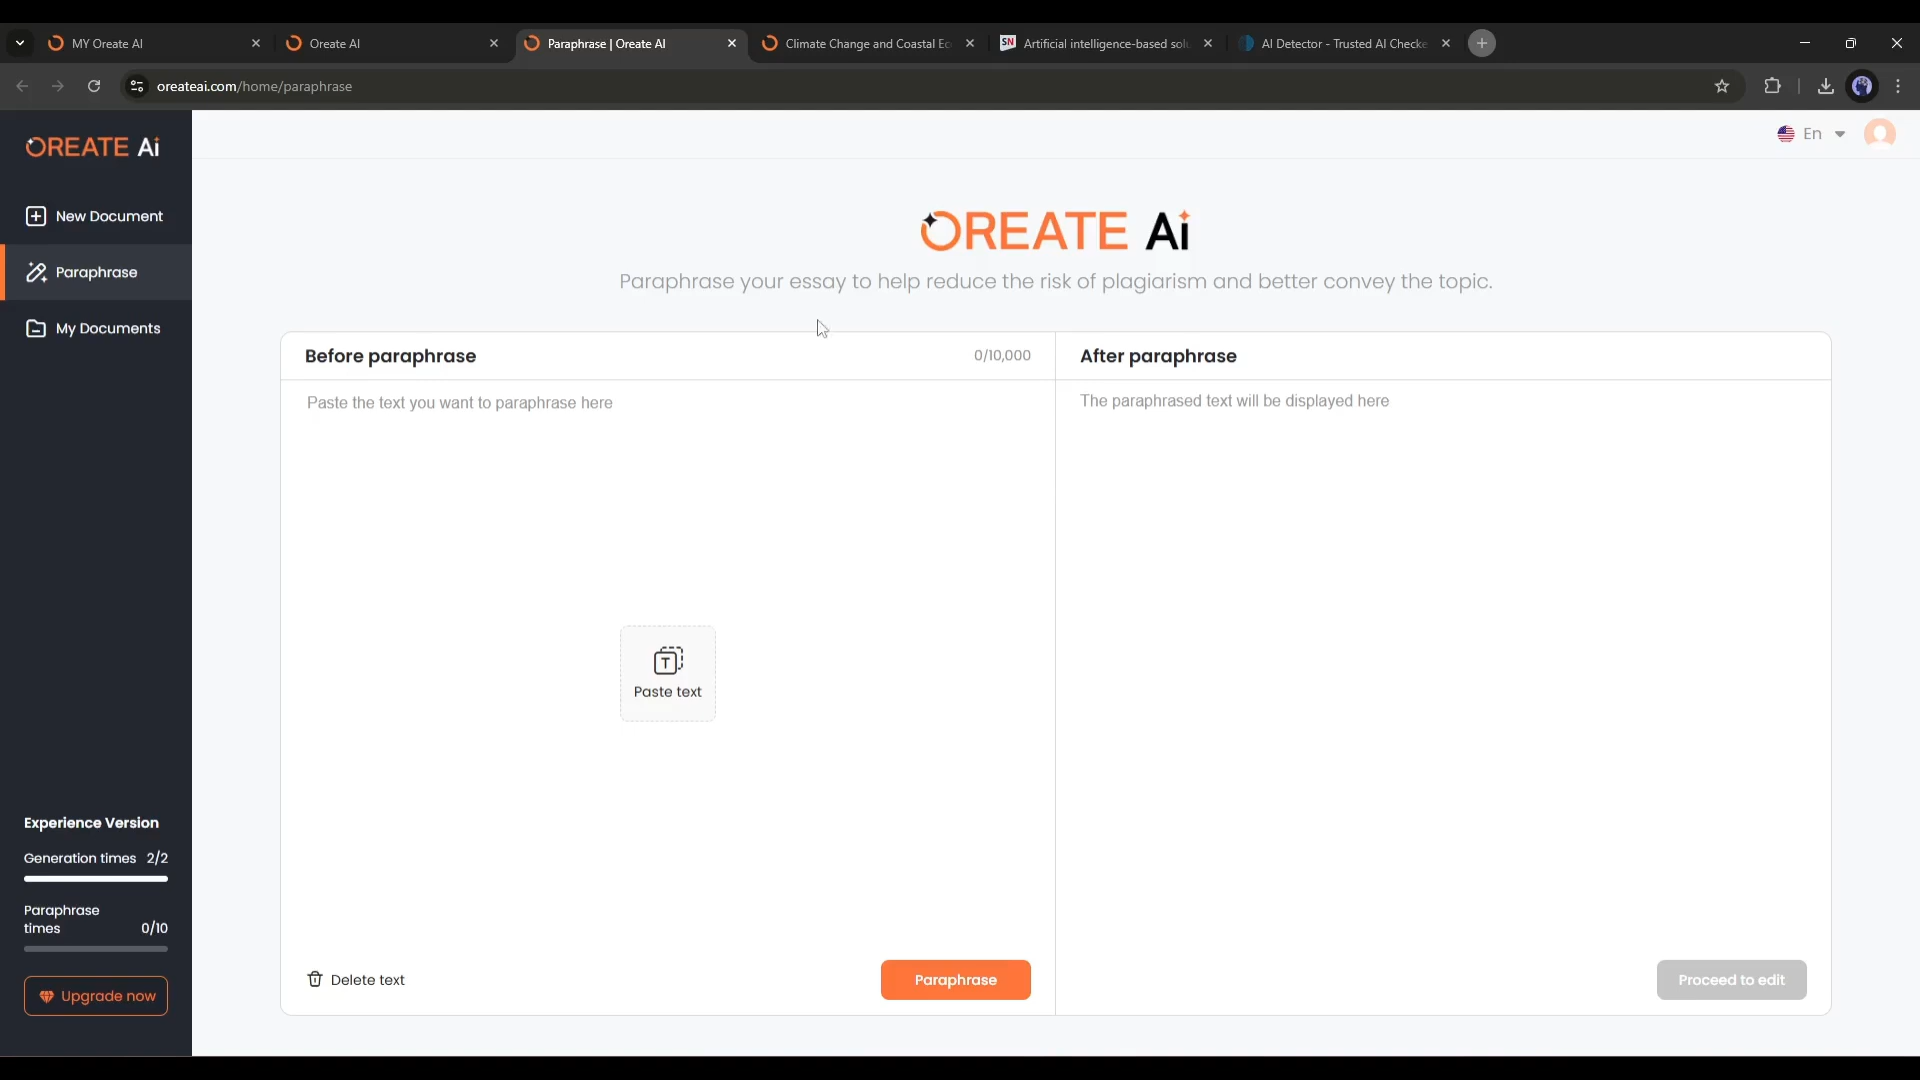 MY Oreate AI
Oreate AI
Paraphrase | Oreate AI
Climate Change and Coastal Ec
SN Artificial intelligence-based solu
AI Detector - Trusted AI Checke
oreateai.com/home/paraphrase
OREATE Ai
En
New Document
Paraphrase
My Documents
OREATE Ai
Paraphrase your essay to help reduce the risk of plagiarism and better convey the topic.
Before paraphrase
0/10,000
After paraphrase
Paste the text you want to paraphrase here
The paraphrased text will be displayed here
T
Paste text
Experience Version
Generation times 2/2
Paraphrase
times 0/10
Upgrade now
Delete text
Paraphrase
Proceed to edit